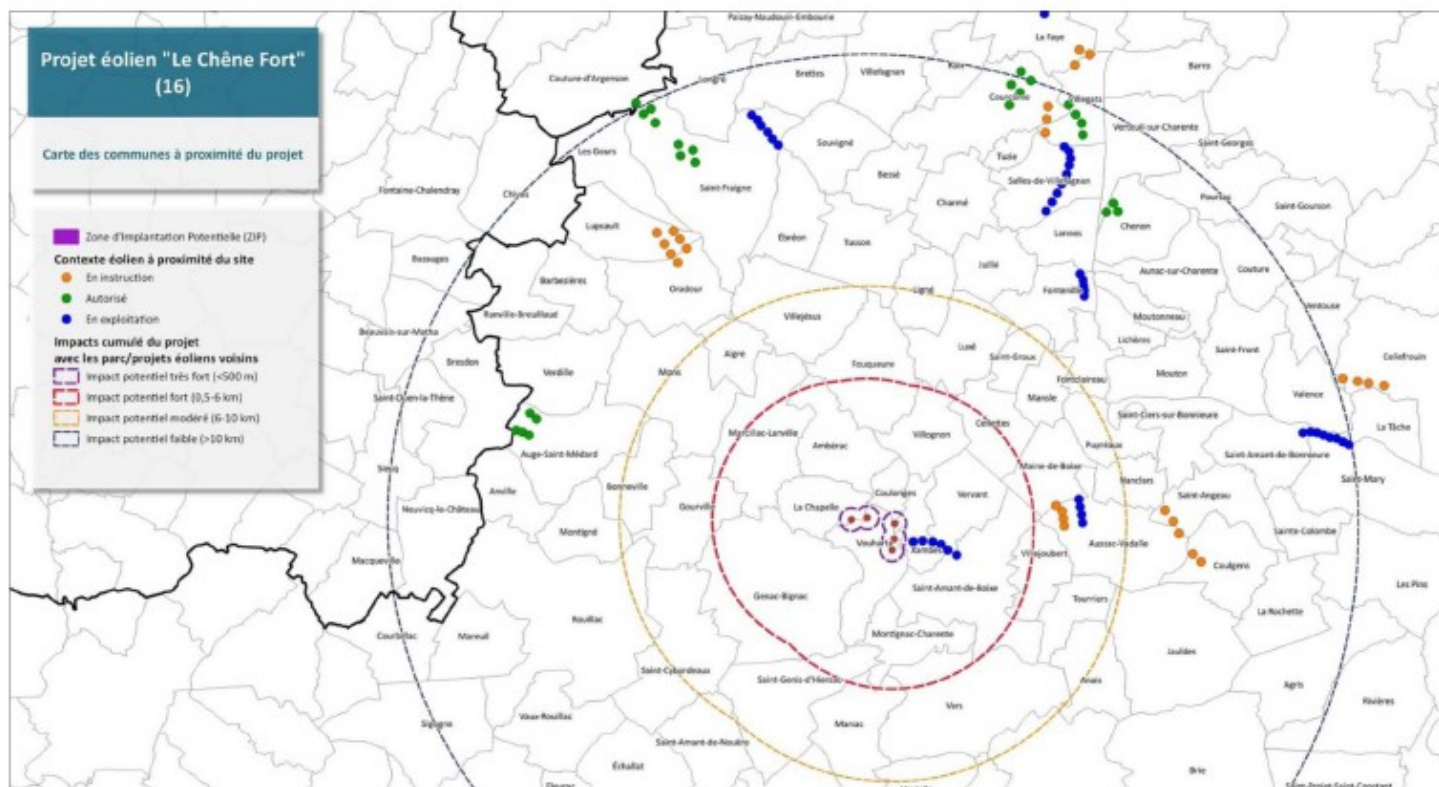 Projet éolien "Le Chêne Fort"
(16)
Carte des communes à proximité du projet
Zone d'Implantation Potentielle (ZIP)
Contexte éolien à proximité du site
En instruction
Autorisé
En exploitation
Impacts cumulé du projet
avec les parc/projets éoliens voisins
Impact potentiel très fort (<500 m)
Impact potentiel fort (0,5-6 km)
Impact potentiel modéré (6-10 km)
Impact potentiel faible (>10 km)
Paizay-Naudouin-Embourie
La Faye
Couture-d'Argenson
Longré
Brettes
Villefagnan
Raix
Barro
Courcôme
Villegats
Verteuil-sur-Charente
Saint-Georges
Les Gours
Souvigné
Tuzie
Bessé
Salles-de-Villefagnan
Fontaine-Chalendray
Chives
Saint-Fraigne
Charmé
Poursac
Saint-Gourson
Lupsault
Ébréon
Tusson
Lonnes
Chenon
Bazauges
Barbezières
Oradour
Juillé
Aunac-sur-Charente
Couture
Ligné
Fontenille
Ventouse
Ranville-Breuillaud
Villejésus
Moutonneau
Beauvais-sur-Matha
Luxé
Lichères
Saint-Front
Bresdon
Aigre
Saint-Groux
Cellefrouin
Verdille
Mons
Fouqueure
Fontclaireau
Mouton
Saint-Ouen-la-Thène
Mansle
Valence
Saint-Ciers-sur-Bonnieure
La Tâche
Marcillac-Lanville
Ambérac
Villognon
Cellettes
Puyréaux
Auge-Saint-Médard
Saint-Amant-de-Bonnieure
Siecq
Maine-de-Boixe
Nanclars
Saint-Mary
Bonneville
Anville
Coulonges
Vervant
Saint-Angeau
Neuvicq-le-Château
Gourville
La Chapelle
Montigné
Sainte-Colombe
Vouharte
Xambes
Villejoubert
Aussac-Vadalle
Macqueville
Coulgens
Les Pins
Genac-Bignac
Saint-Amant-de-Boixe
Tourriers
La Rochette
Rouillac
Courbillac
Mareuil
Montignac-Charente
Jauldes
Saint-Cybardeaux
Saint-Genis-d'Hiersac
Anais
Agris
Rivières
Vars
Sigogne
Vaux-Rouillac
Marsac
Saint-Amant-de-Nouère
Échallat
Brie